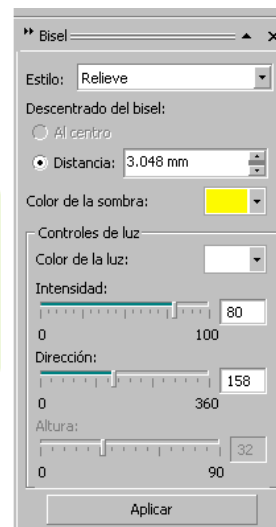 Bisel
Estilo: Relieve
Descentrado del bisel:
Al centro
Distancia: 3.048 mm
Color de la sombra:
Controles de luz
Color de la luz:
Intensidad:
80
0 100
Dirección:
158
0 360
Altura:
32
0 90
Aplicar